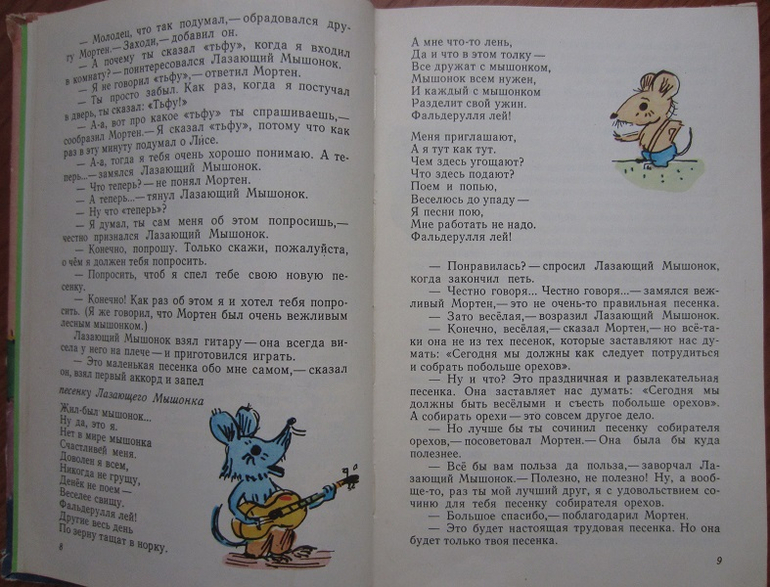 — Молодец, что так подумал,— обрадовался дру-
гу Мортен.— Заходи,— добавил он.
— А почему ты сказал «тьфу», когда я входил
в комнату?— поинтересовался Лазающий Мышонок.
— Я не говорил «тьфу»,— ответил Мортен.
— Ты просто забыл. Как раз, когда я постучал
в дверь, ты сказал: «Тьфу!»
— А-а, вот про какое «тьфу» ты спрашиваешь,—
сообразил Мортен.— Я сказал «тьфу», потому что как
раз в эту минуту подумал о Лисе.
— А-а, тогда я тебя очень хорошо понимаю. А те-
перь...— замялся Лазающий Мышонок.
— Что теперь?— не понял Мортен.
— А теперь...— тянул Лазающий Мышонок.
— Ну что «теперь»?
— Я думал, ты сам меня об этом попросишь,—
честно признался Лазающий Мышонок.
— Конечно, попрошу. Только скажи, пожалуйста,
о чём я должен тебя попросить.
— Попросить, чтоб я спел тебе свою новую пе-
сенку.
— Конечно! Как раз об этом я и хотел тебя попро-
сить. (Я же говорил, что Мортен был очень вежливым
лесным мышонком.)
Лазающий Мышонок взял гитару— она всегда ви-
села у него на плече— и приготовился играть.
— Это маленькая песенка обо мне самом,— сказал
он, взял первый аккорд и запел
песенку Лазающего Мышонка
Жил-был мышонок...
Ну да, это я.
Нет в мире мышонка
Счастливей меня.
Доволен я всем,
Никогда не грущу,
Денёк не поем—
Веселее свищу.
Фальдерулля лей!
Другие весь день
По зерну тащат в норку.
8
А мне что-то лень,
Да и что в этом толку—
Все дружат с мышонком,
Мышонок всем нужен,
И каждый с мышонком
Разделит свой ужин.
Фальдерулля лей!
Меня приглашают,
А я тут как тут.
Чем здесь угощают?
Что здесь подают?
Поем и попью,
Веселюсь до упаду—
Я песни пою,
Мне работать не надо.
Фальдерулля лей!
— Понравилась?— спросил Лазающий Мышонок,
когда закончил петь.
— Честно говоря... Честно говоря...— замялся веж-
ливый Мортен,— это не очень-то правильная песенка.
— Зато весёлая,— возразил Лазающий Мышонок.
— Конечно, весёлая,— сказал Мортен,— но всё-та-
ки она не из тех песенок, которые заставляют нас ду-
мать: «Сегодня мы должны как следует потрудиться
и собрать побольше орехов».
— Ну и что? Это праздничная и развлекательная
песенка. Она заставляет нас думать: «Сегодня мы
должны быть весёлыми и съесть побольше орехов».
А собирать орехи— это совсем другое дело.
— Но лучше бы ты сочинил песенку собирателя
орехов,— посоветовал Мортен.— Она была бы куда
полезнее.
— Всё бы вам польза да польза,— заворчал Ла-
зающий Мышонок.— Полезно, не полезно! Ну, а вооб-
ще-то, раз ты мой лучший друг, я с удовольствием со-
чиню для тебя песенку собирателя орехов.
— Большое спасибо,— поблагодарил Мортен.
— Это будет настоящая трудовая песенка. Но она
будет только твоя песенка.
9